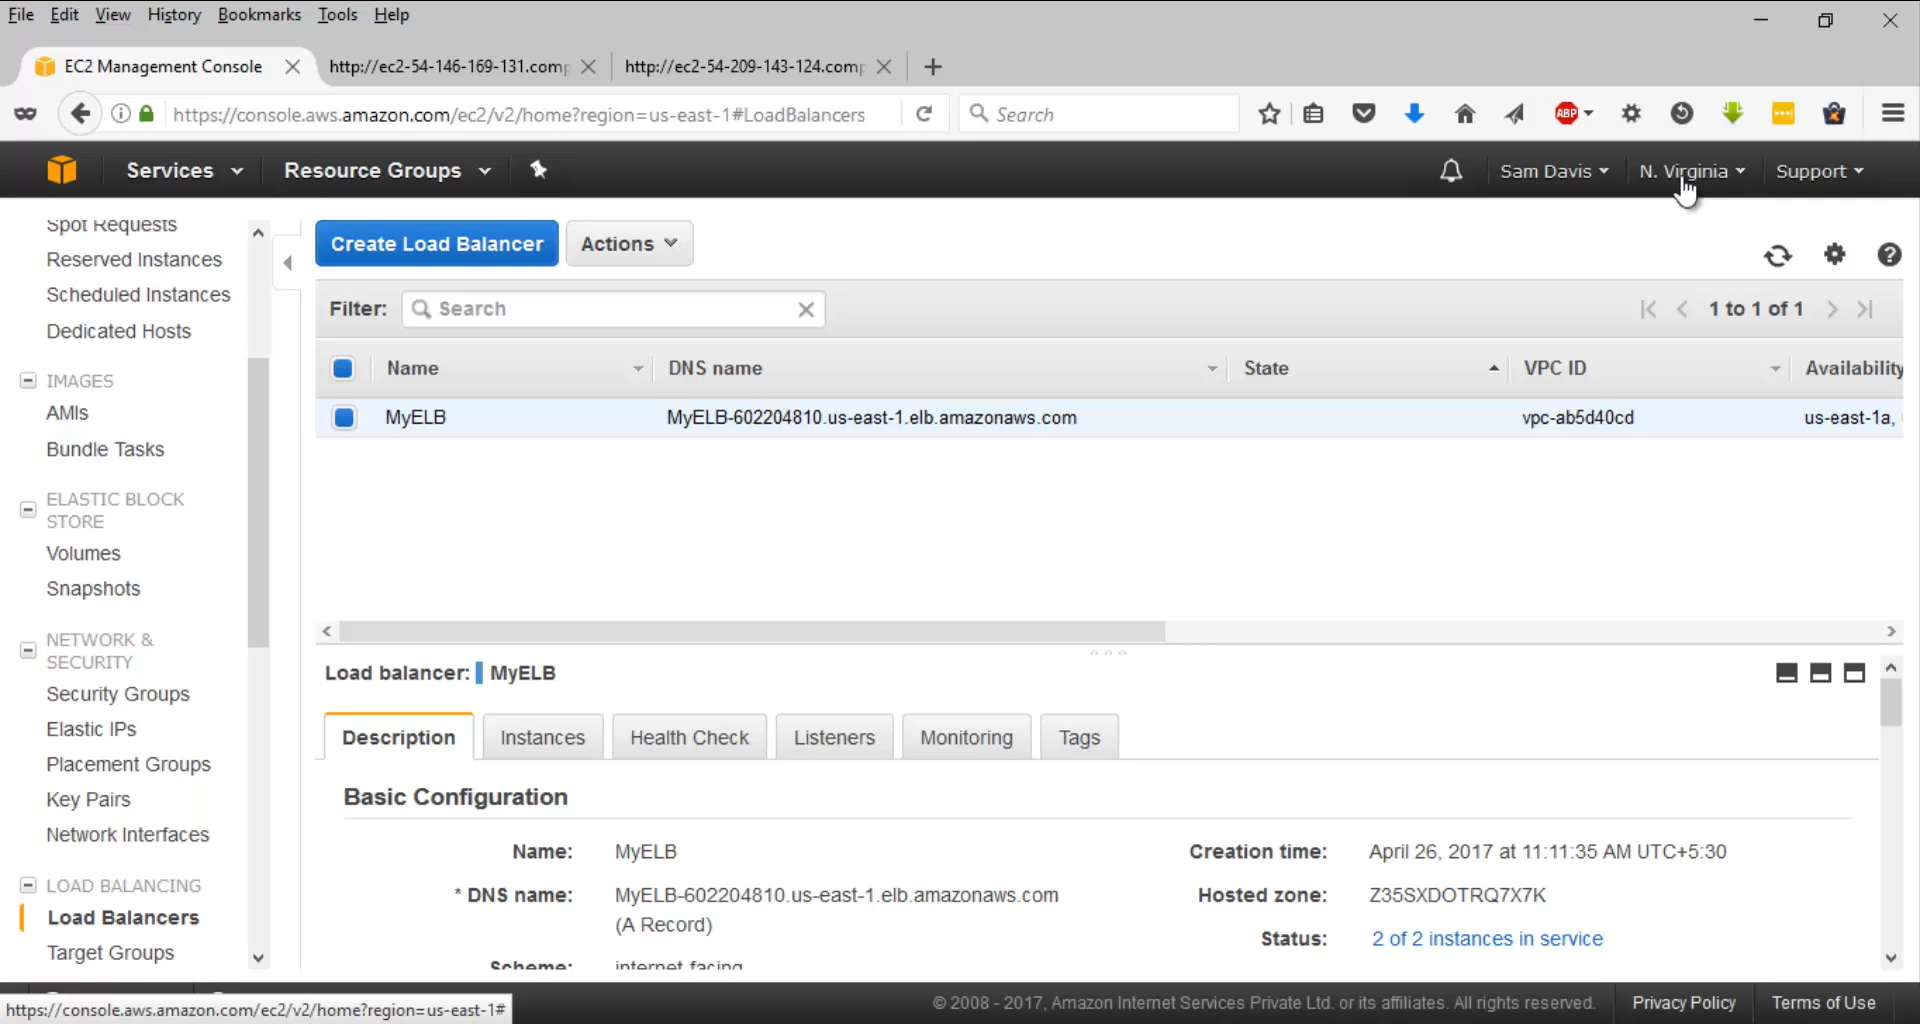 File Edit View History Bookmarks Tools Help
EC2 Management Console
http://ec2-54-146-169-131.comp
http://ec2-54-209-143-124.comp
https://console.aws.amazon.com/ec2/v2/home?region=us-east-1#LoadBalancers
Search
ABP
Services
Resource Groups
Sam Davis
N. Virginia
Support
Spot Requests
Reserved Instances
Scheduled Instances
Dedicated Hosts
IMAGES
AMIs
Bundle Tasks
ELASTIC BLOCK
STORE
Volumes
Snapshots
NETWORK &
SECURITY
Security Groups
Elastic IPs
Placement Groups
Key Pairs
Network Interfaces
LOAD BALANCING
Load Balancers
Target Groups
Create Load Balancer
Actions
Filter: Search
1 to 1 of 1
Name DNS name State VPC ID Availability
MyELB MyELB-602204810.us-east-1.elb.amazonaws.com vpc-ab5d40cd us-east-1a,
Load balancer: MyELB
Description Instances Health Check Listeners Monitoring Tags
Basic Configuration
Name: MyELB
* DNS name: MyELB-602204810.us-east-1.elb.amazonaws.com
(A Record)
Scheme: internet-facing
Creation time: April 26, 2017 at 11:11:35 AM UTC+5:30
Hosted zone: Z35SXDOTRQ7X7K
Status: 2 of 2 instances in service
https://console.aws.amazon.com/ec2/v2/home?region=us-east-1#
© 2008 - 2017, Amazon Internet Services Private Ltd. or its affiliates. All rights reserved.
Privacy Policy
Terms of Use